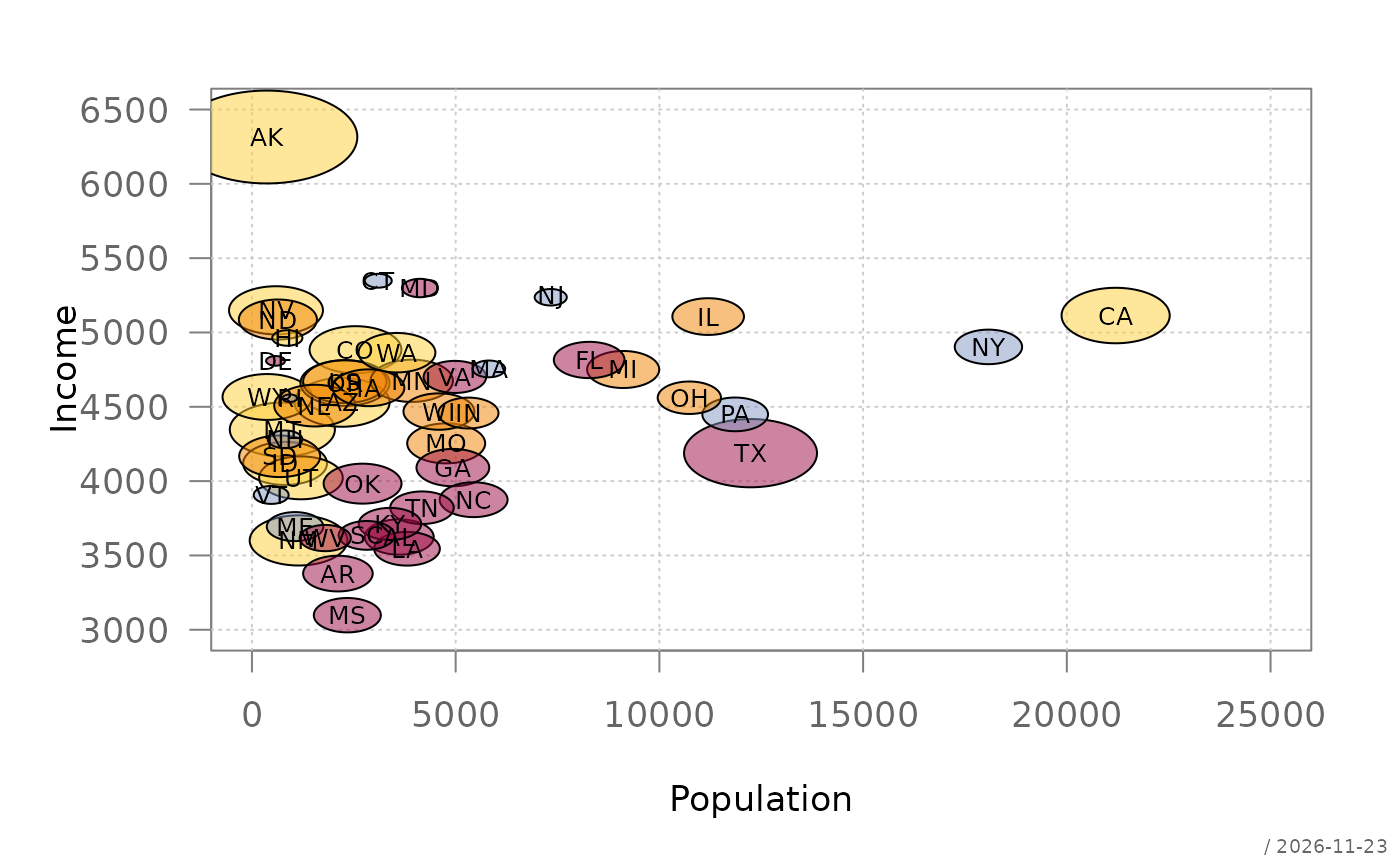 6500
AK
6000
5500
CT
MD
NJ
NV
IL
CA
ND
5000
HI
NY
CO
WA
DE
FL
MI
MA
KS
IA
MN
VA
WY
RI
OH
4500
NE
AZ
WI
IN
PA
MT
NH
MO
SD
ID
TX
GA
4000
UT
OK
VT
NC
TN
ME
KY
NM
WV
SC
AL
3500
LA
AR
MS
3000
Income
0 5000 10000 15000 20000 25000
Population
/ 2026-11-23